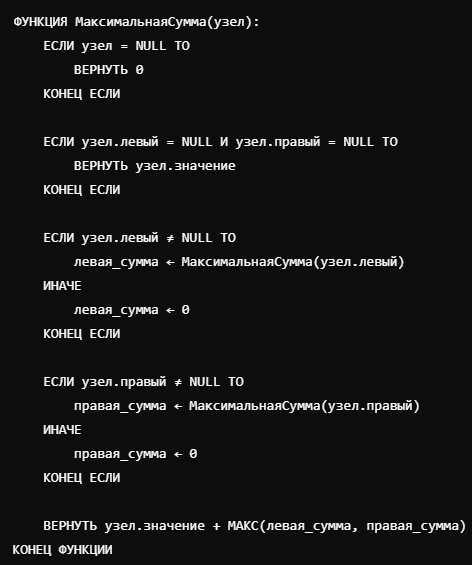 ФУНКЦИЯ МаксимальнаяСумма(узел):
    ЕСЛИ узел = NULL ТО
        ВЕРНУТЬ 0
    КОНЕЦ ЕСЛИ

    ЕСЛИ узел.левый = NULL И узел.правый = NULL ТО
        ВЕРНУТЬ узел.значение
    КОНЕЦ ЕСЛИ

    ЕСЛИ узел.левый ≠ NULL ТО
        левая_сумма ← МаксимальнаяСумма(узел.левый)
    ИНАЧЕ
        левая_сумма ← 0
    КОНЕЦ ЕСЛИ

    ЕСЛИ узел.правый ≠ NULL ТО
        правая_сумма ← МаксимальнаяСумма(узел.правый)
    ИНАЧЕ
        правая_сумма ← 0
    КОНЕЦ ЕСЛИ

    ВЕРНУТЬ узел.значение + МАКС(левая_сумма, правая_сумма)
КОНЕЦ ФУНКЦИИ